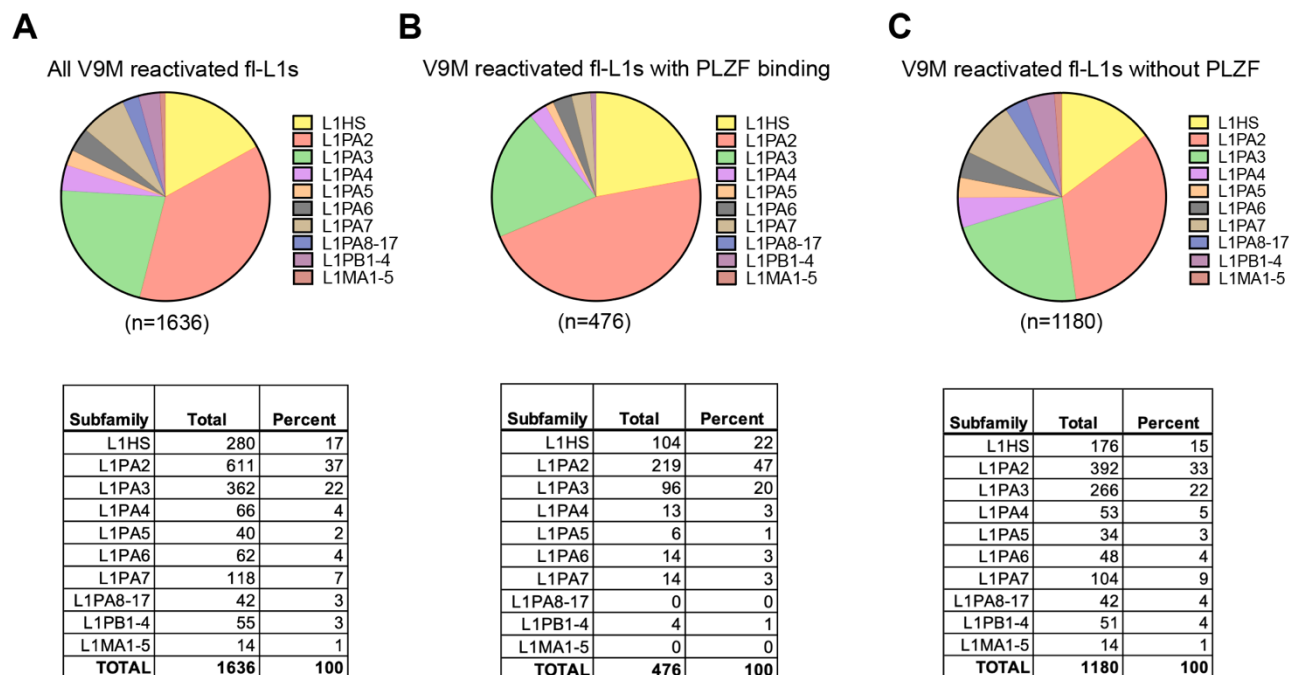 A
All V9M reactivated fl-L1s
L1HS
L1PA2
L1PA3
L1PA4
L1PA5
L1PA6
L1PA7
L1PA8-17
L1PB1-4
L1MA1-5
(n=1636)
Subfamily Total Percent
L1HS 280 17
L1PA2 611 37
L1PA3 362 22
L1PA4 66 4
L1PA5 40 2
L1PA6 62 4
L1PA7 118 7
L1PA8-17 42 3
L1PB1-4 55 3
L1MA1-5 14 1
TOTAL 1636 100
B
V9M reactivated fl-L1s with PLZF binding
L1HS
L1PA2
L1PA3
L1PA4
L1PA5
L1PA6
L1PA7
L1PA8-17
L1PB1-4
L1MA1-5
(n=476)
Subfamily Total Percent
L1HS 104 22
L1PA2 219 47
L1PA3 96 20
L1PA4 13 3
L1PA5 6 1
L1PA6 14 3
L1PA7 14 3
L1PA8-17 0 0
L1PB1-4 4 1
L1MA1-5 0 0
TOTAL 476 100
C
V9M reactivated fl-L1s without PLZF
L1HS
L1PA2
L1PA3
L1PA4
L1PA5
L1PA6
L1PA7
L1PA8-17
L1PB1-4
L1MA1-5
(n=1180)
Subfamily Total Percent
L1HS 176 15
L1PA2 392 33
L1PA3 266 22
L1PA4 53 5
L1PA5 34 3
L1PA6 48 4
L1PA7 104 9
L1PA8-17 42 4
L1PB1-4 51 4
L1MA1-5 14 1
TOTAL 1180 100